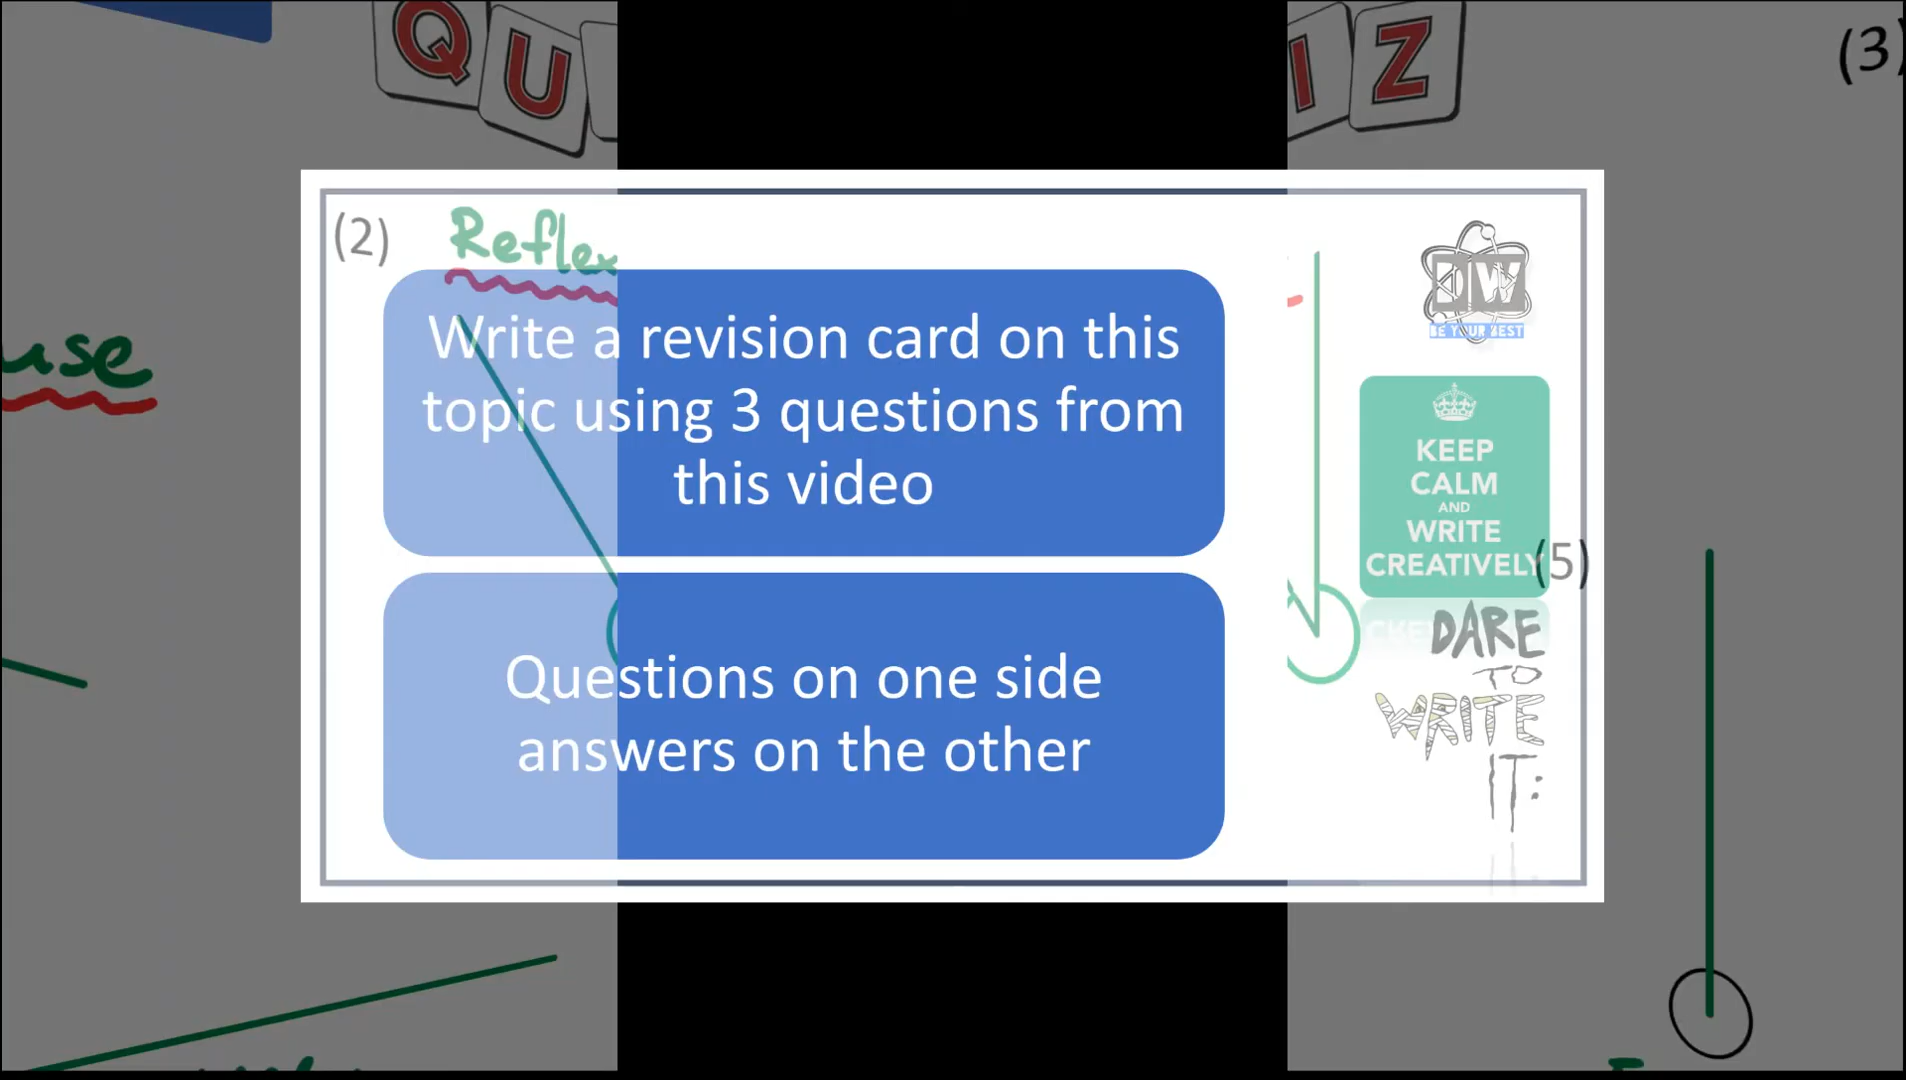 QU
IZ
(3)
(2)
Reflex
use
Write a revision card on this
topic using 3 questions from
this video
Questions on one side
answers on the other
DW
BE YOUR BEST
KEEP
CALM
AND
WRITE
CREATIVELY
(5)
DARE
TO
WRITE
IT: